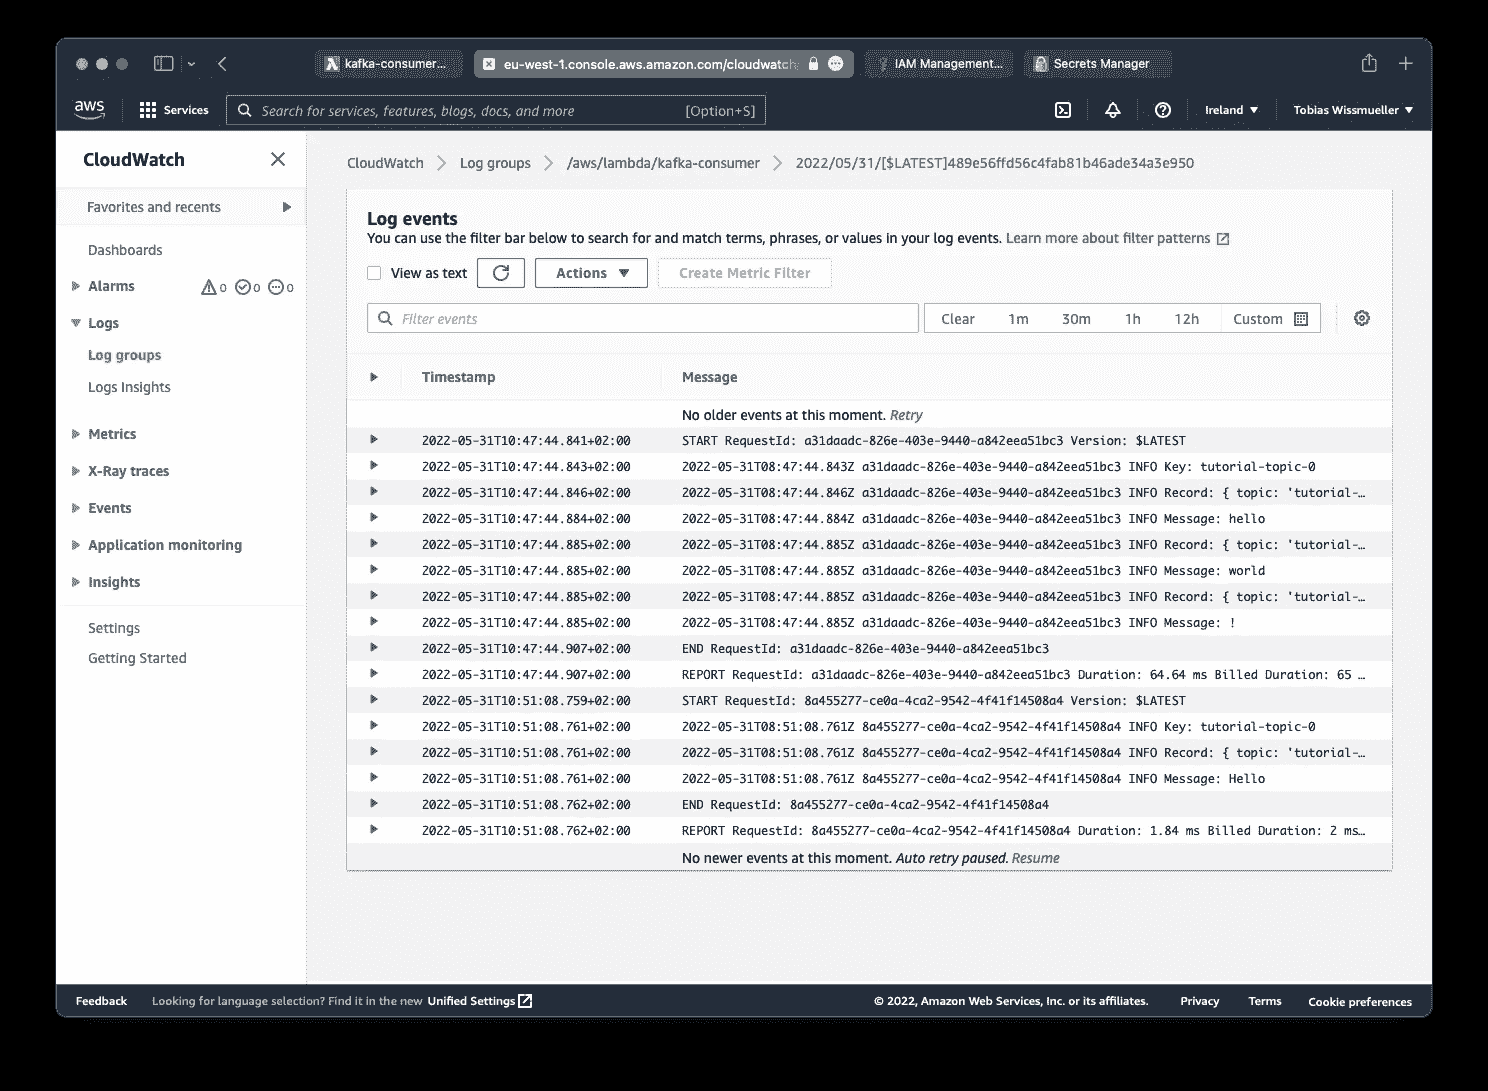 kafka-consumer...
eu-west-1.console.aws.amazon.com/cloudwatch
IAM Management...
Secrets Manager
aws
Services
Search for services, features, blogs, docs, and more
[Option+S]
Ireland
Tobias Wissmueller
CloudWatch
Favorites and recents
Dashboards
Alarms
0
0
0
Logs
Log groups
Logs Insights
Metrics
X-Ray traces
Events
Application monitoring
Insights
Settings
Getting Started
CloudWatch
Log groups
/aws/lambda/kafka-consumer
2022/05/31/[$LATEST]489e56ffd56c4fab81b46ade34a3e950
Log events
You can use the filter bar below to search for and match terms, phrases, or values in your log events. Learn more about filter patterns
View as text
Actions
Create Metric Filter
Filter events
Clear
1m
30m
1h
12h
Custom
Timestamp
Message
No older events at this moment. Retry
2022-05-31T10:47:44.841+02:00 START RequestId: a31daadc-826e-403e-9440-a842eea51bc3 Version: $LATEST
2022-05-31T10:47:44.843+02:00 2022-05-31T08:47:44.843Z a31daadc-826e-403e-9440-a842eea51bc3 INFO Key: tutorial-topic-0
2022-05-31T10:47:44.846+02:00 2022-05-31T08:47:44.846Z a31daadc-826e-403e-9440-a842eea51bc3 INFO Record: { topic: 'tutorial-…
2022-05-31T10:47:44.884+02:00 2022-05-31T08:47:44.884Z a31daadc-826e-403e-9440-a842eea51bc3 INFO Message: hello
2022-05-31T10:47:44.885+02:00 2022-05-31T08:47:44.885Z a31daadc-826e-403e-9440-a842eea51bc3 INFO Record: { topic: 'tutorial-…
2022-05-31T10:47:44.885+02:00 2022-05-31T08:47:44.885Z a31daadc-826e-403e-9440-a842eea51bc3 INFO Message: world
2022-05-31T10:47:44.885+02:00 2022-05-31T08:47:44.885Z a31daadc-826e-403e-9440-a842eea51bc3 INFO Record: { topic: 'tutorial-…
2022-05-31T10:47:44.885+02:00 2022-05-31T08:47:44.885Z a31daadc-826e-403e-9440-a842eea51bc3 INFO Message: !
2022-05-31T10:47:44.907+02:00 END RequestId: a31daadc-826e-403e-9440-a842eea51bc3
2022-05-31T10:47:44.907+02:00 REPORT RequestId: a31daadc-826e-403e-9440-a842eea51bc3 Duration: 64.64 ms Billed Duration: 65 …
2022-05-31T10:51:08.759+02:00 START RequestId: 8a455277-ce0a-4ca2-9542-4f41f14508a4 Version: $LATEST
2022-05-31T10:51:08.761+02:00 2022-05-31T08:51:08.761Z 8a455277-ce0a-4ca2-9542-4f41f14508a4 INFO Key: tutorial-topic-0
2022-05-31T10:51:08.761+02:00 2022-05-31T08:51:08.761Z 8a455277-ce0a-4ca2-9542-4f41f14508a4 INFO Record: { topic: 'tutorial-…
2022-05-31T10:51:08.761+02:00 2022-05-31T08:51:08.761Z 8a455277-ce0a-4ca2-9542-4f41f14508a4 INFO Message: Hello
2022-05-31T10:51:08.762+02:00 END RequestId: 8a455277-ce0a-4ca2-9542-4f41f14508a4
2022-05-31T10:51:08.762+02:00 REPORT RequestId: 8a455277-ce0a-4ca2-9542-4f41f14508a4 Duration: 1.84 ms Billed Duration: 2 ms…
No newer events at this moment. Auto retry paused. Resume
Feedback
Looking for language selection? Find it in the new Unified Settings
© 2022, Amazon Web Services, Inc. or its affiliates.
Privacy
Terms
Cookie preferences